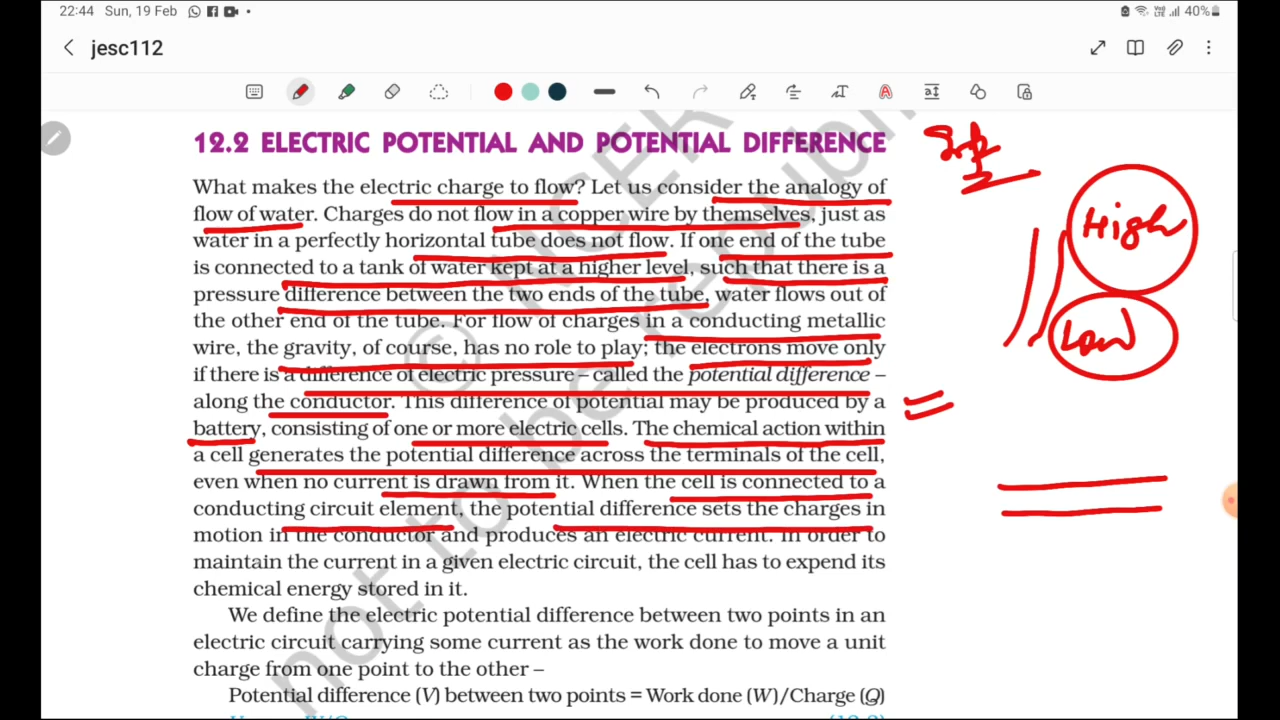 22:44 Sun, 19 Feb
40%
jesc112
12.2 ELECTRIC POTENTIAL AND POTENTIAL DIFFERENCE
What makes the electric charge to flow? Let us consider the analogy of
flow of water. Charges do not flow in a copper wire by themselves, just as
water in a perfectly horizontal tube does not flow. If one end of the tube
is connected to a tank of water kept at a higher level, such that there is a
pressure difference between the two ends of the tube, water flows out of
the other end of the tube. For flow of charges in a conducting metallic
wire, the gravity, of course, has no role to play; the electrons move only
if there is a difference of electric pressure – called the potential difference –
along the conductor. This difference of potential may be produced by a
battery, consisting of one or more electric cells. The chemical action within
a cell generates the potential difference across the terminals of the cell,
even when no current is drawn from it. When the cell is connected to a
conducting circuit element, the potential difference sets the charges in
motion in the conductor and produces an electric current. In order to
maintain the current in a given electric circuit, the cell has to expend its
chemical energy stored in it.
We define the electric potential difference between two points in an
electric circuit carrying some current as the work done to move a unit
charge from one point to the other –
Potential difference (V) between two points = Work done (W)/Charge (Q)
High
Low
© NCERT
not to be republi